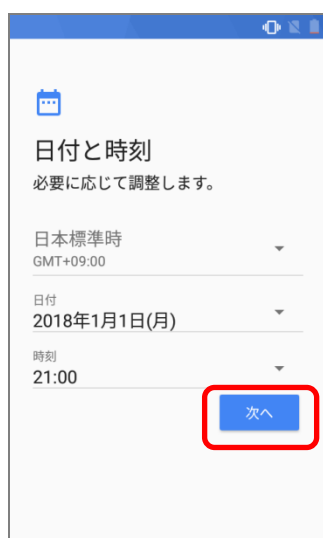 日付と時刻
必要に応じて調整します。
日本標準時
GMT+09:00
日付
2018年1月1日(月)
時刻
21:00
次へ